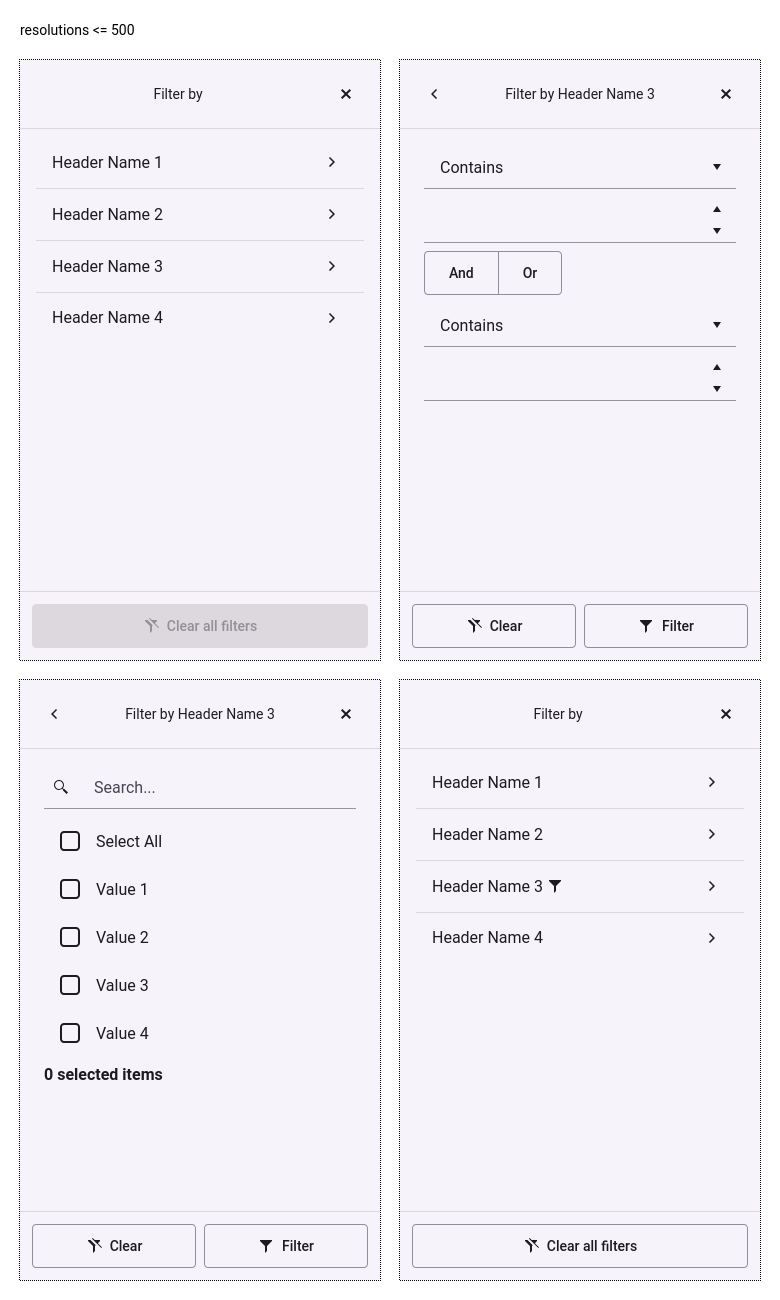 resolutions <= 500
Filter by
Header Name 1
Header Name 2
Header Name 3
Header Name 4
Clear all filters
Filter by Header Name 3
Contains
And Or
Contains
Clear Filter
Filter by Header Name 3
Search...
Select All
Value 1
Value 2
Value 3
Value 4
0 selected items
Clear Filter
Filter by
Header Name 1
Header Name 2
Header Name 3
Header Name 4
Clear all filters